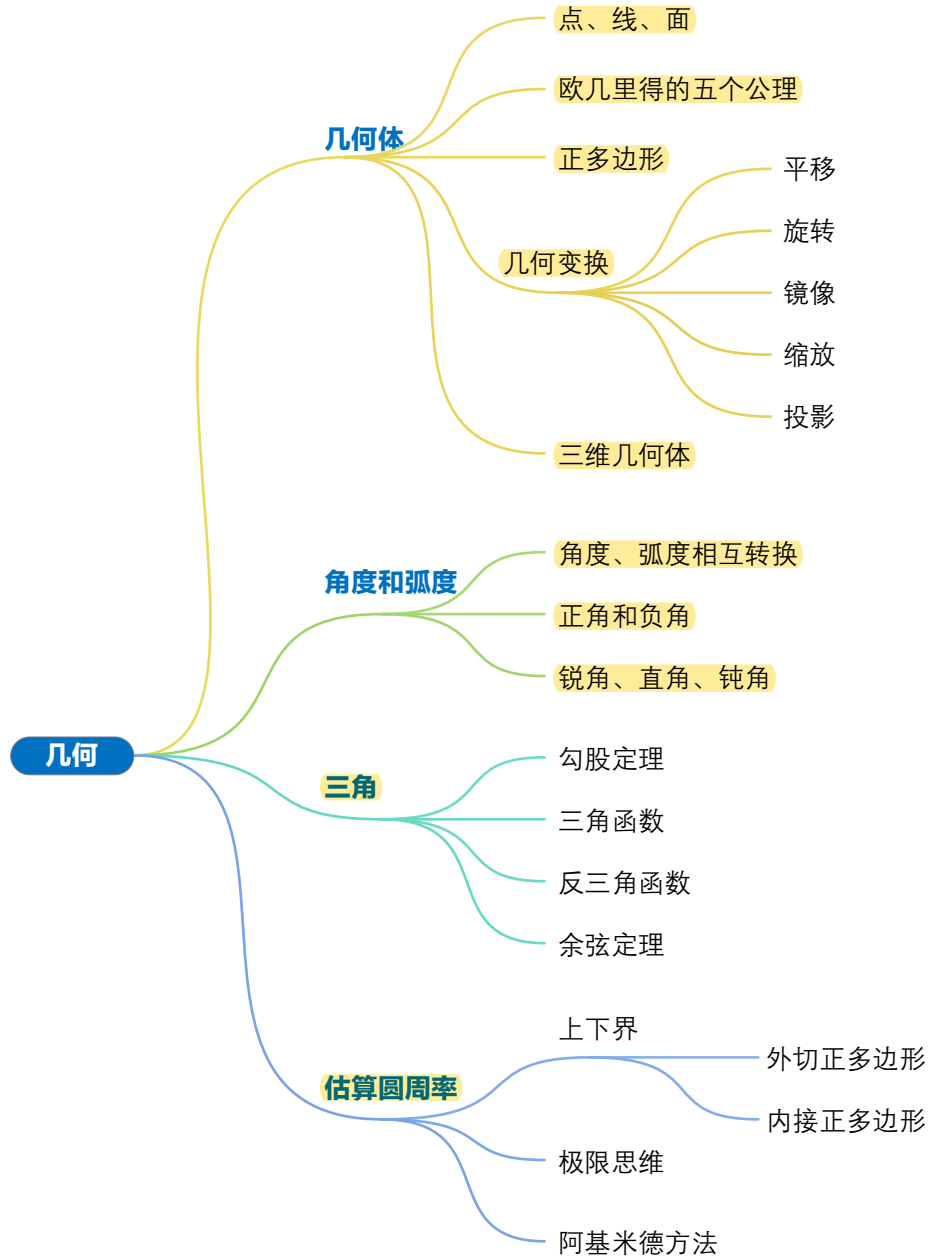 点、线、面
欧几里得的五个公理
几何体
正多边形
平移
旋转
几何变换
镜像
缩放
投影
三维几何体
角度、弧度相互转换
角度和弧度
正角和负角
锐角、直角、钝角
几何
勾股定理
三角
三角函数
反三角函数
余弦定理
上下界
外切正多边形
估算圆周率
内接正多边形
极限思维
阿基米德方法